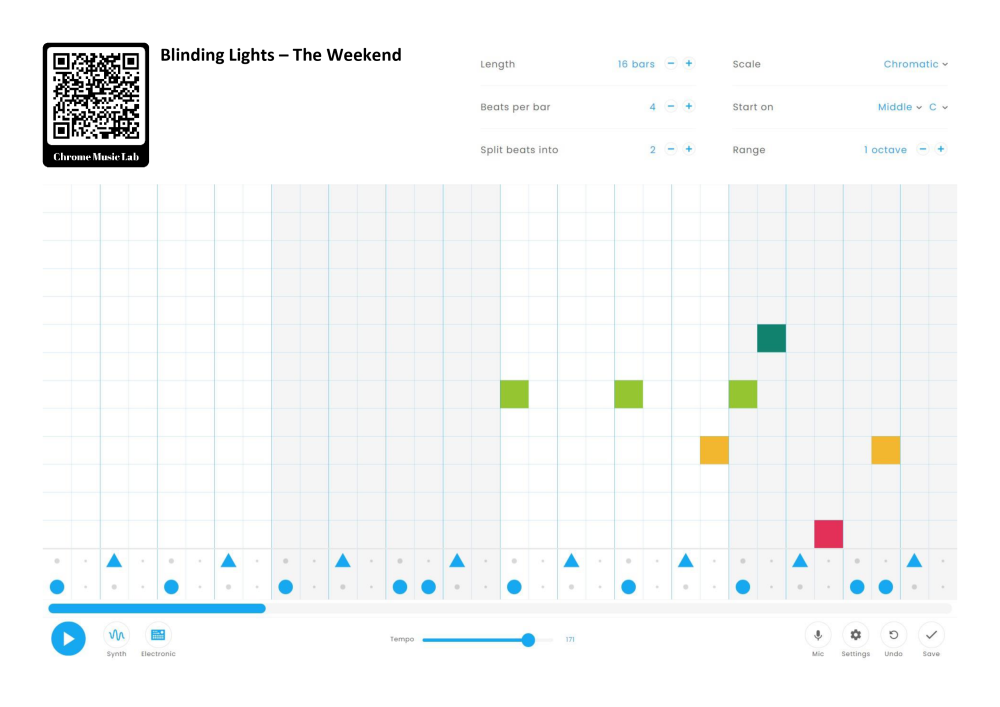 Blinding Lights – The Weekend
Chrome Music Lab
Length 16 bars − +
Scale Chromatic
Beats per bar 4 − +
Start on Middle C
Split beats into 2 − +
Range 1 octave − +
Tempo 171
Synth Electronic
Mic Settings Undo Save